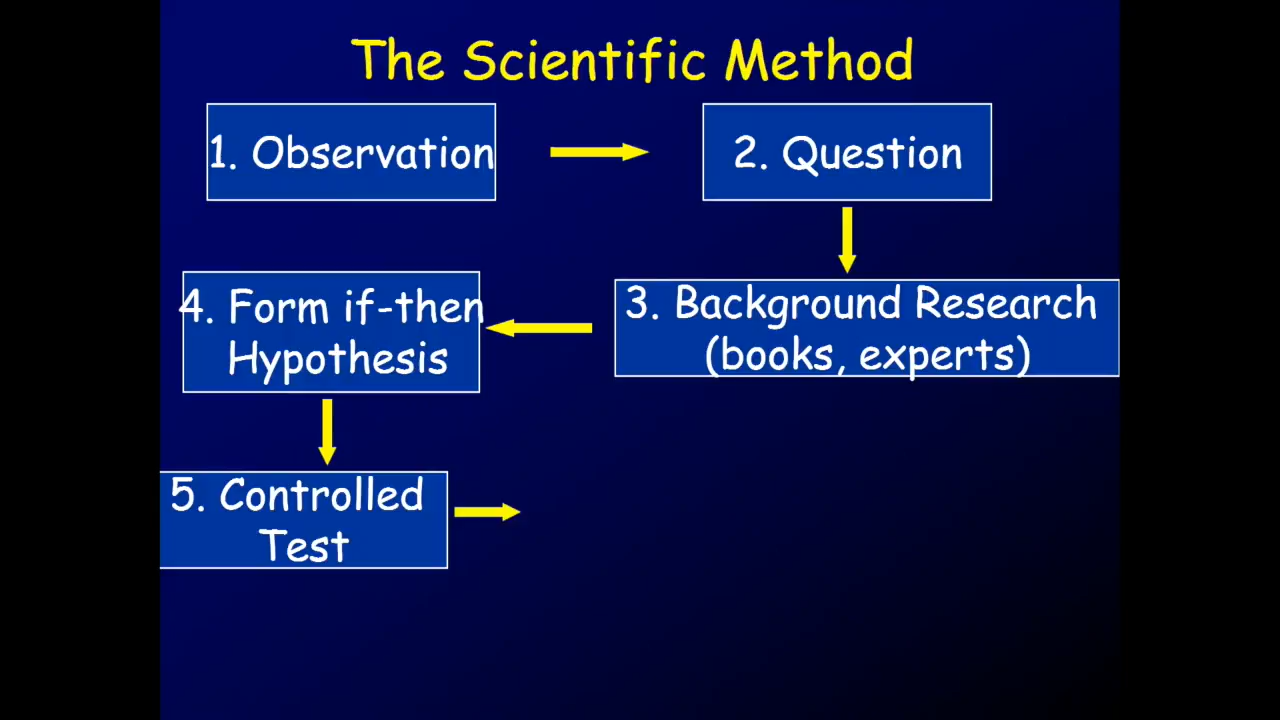 The Scientific Method
1. Observation
2. Question
3. Background Research
(books, experts)
4. Form if-then
Hypothesis
5. Controlled
Test